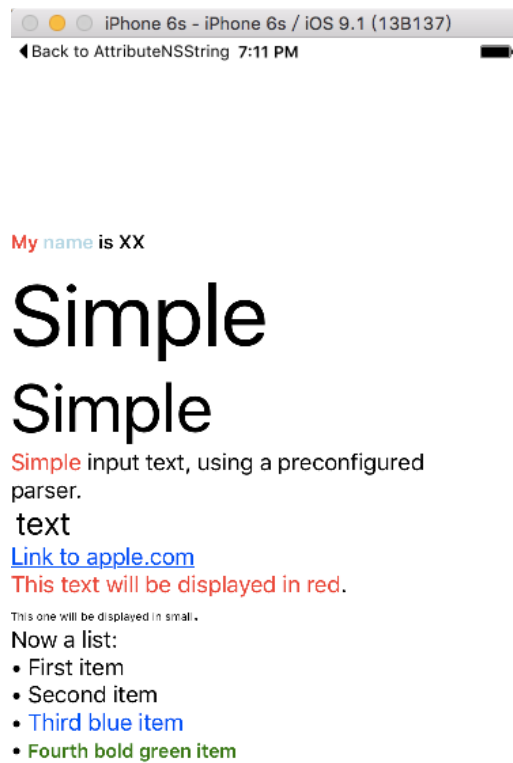 iPhone 6s - iPhone 6s / iOS 9.1 (13B137)
Back to AttributeNSString 7:11 PM
My name is XX
Simple
Simple
Simple input text, using a preconfigured
parser.
text
Link to apple.com
This text will be displayed in red.
This one will be displayed in small.
Now a list:
• First item
• Second item
• Third blue item
• Fourth bold green item